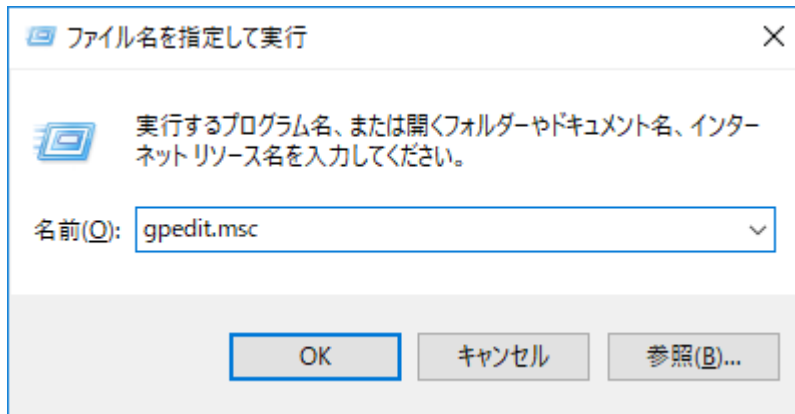 ファイル名を指定して実行
実行するプログラム名、または開くフォルダーやドキュメント名、インター
ネット リソース名を入力してください。
名前(O): gpedit.msc
OK キャンセル 参照(B)...